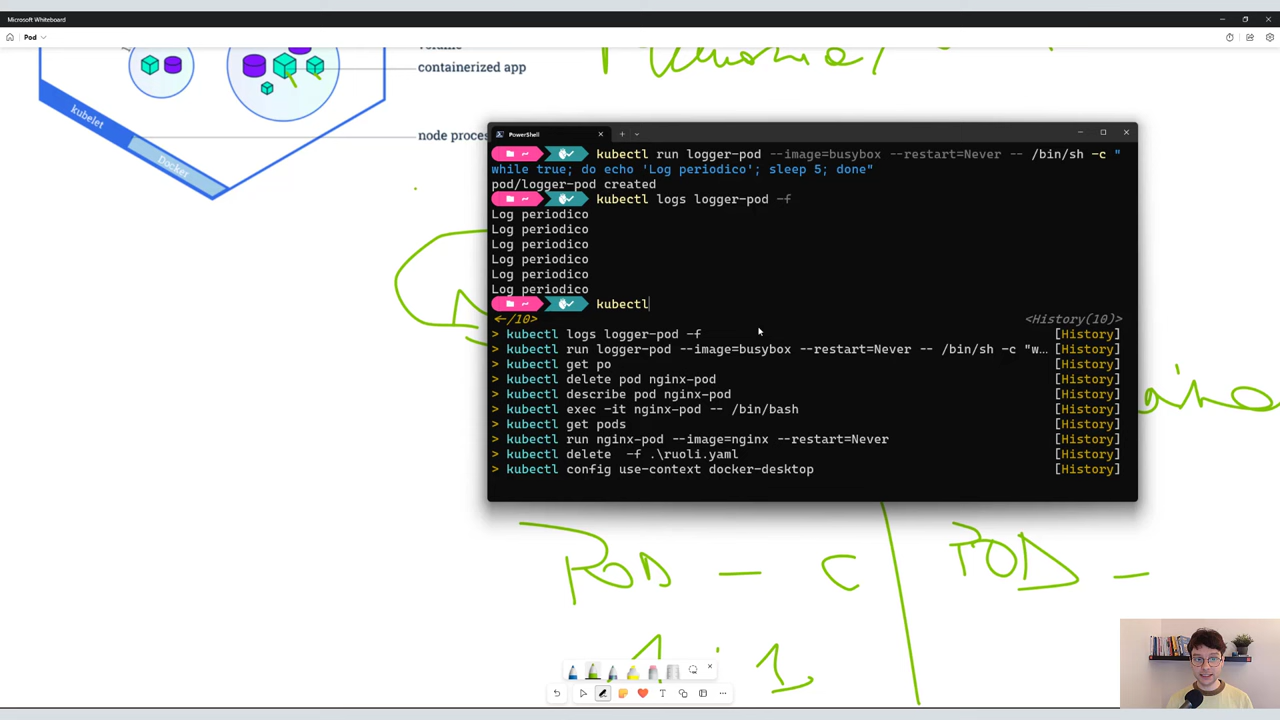 Microsoft Whiteboard
Pod
volume
containerized app
node proces
kubelet
Docker
PowerShell
kubectl run logger-pod --image=busybox --restart=Never -- /bin/sh -c "
while true; do echo 'Log periodico'; sleep 5; done"
pod/logger-pod created
kubectl logs logger-pod -f
Log periodico
Log periodico
Log periodico
Log periodico
Log periodico
Log periodico
kubectl
<-/10> <History(10)>
> kubectl logs logger-pod -f [History]
> kubectl run logger-pod --image=busybox --restart=Never -- /bin/sh -c "w… [History]
> kubectl get po [History]
> kubectl delete pod nginx-pod [History]
> kubectl describe pod nginx-pod [History]
> kubectl exec -it nginx-pod -- /bin/bash [History]
> kubectl get pods [History]
> kubectl run nginx-pod --image=nginx --restart=Never [History]
> kubectl delete -f .\ruoli.yaml [History]
> kubectl config use-context docker-desktop [History]
POD - C
POD -
1 : 1